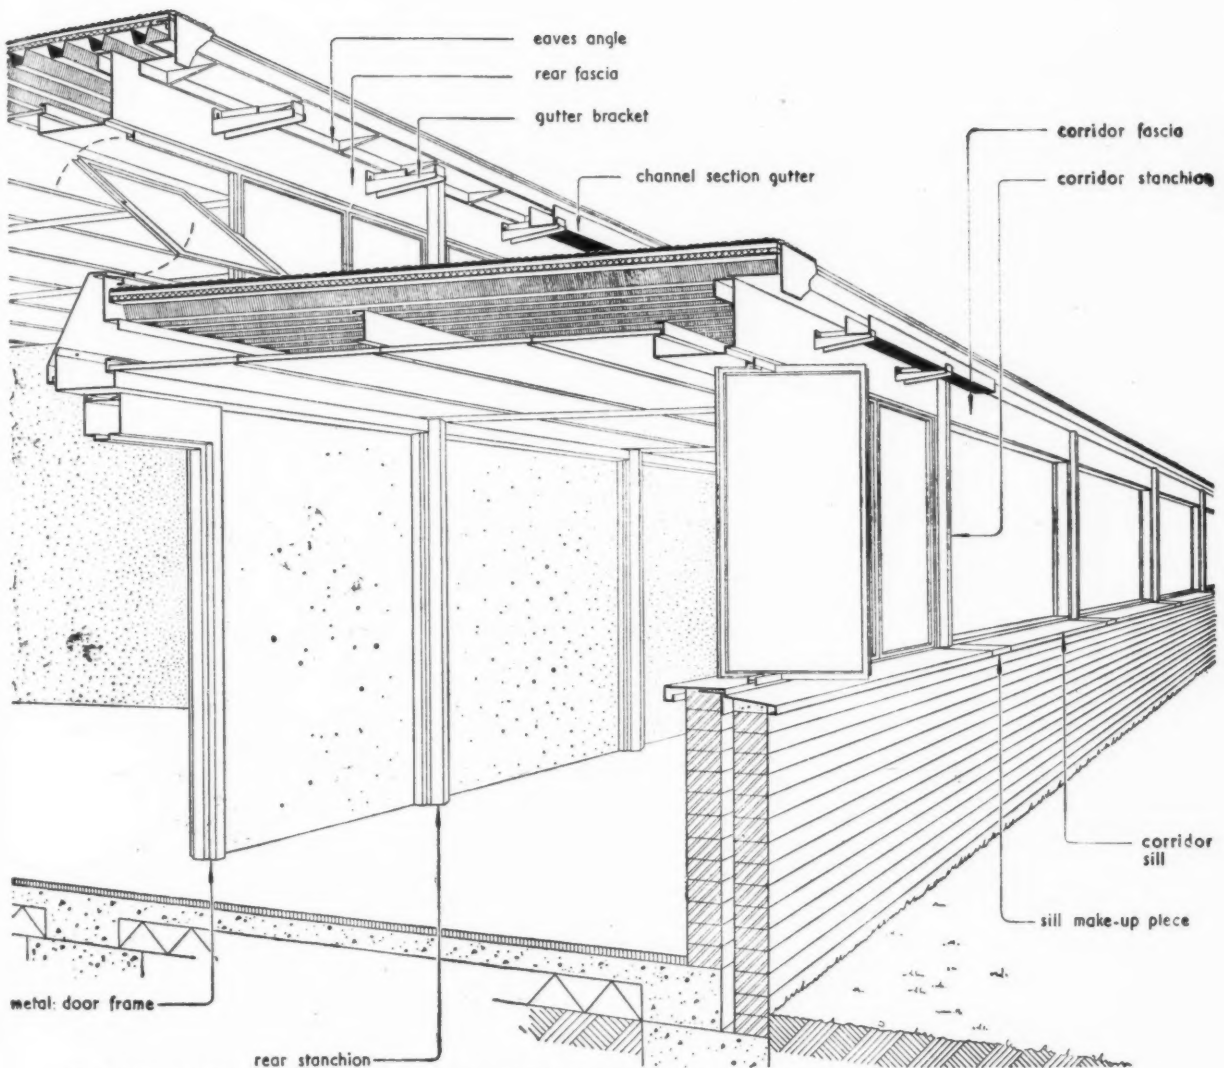 eaves angle
rear fascia
gutter bracket
channel section gutter
corridor fascia
corridor stanchion
corridor
sill
sill make-up piece
metal door frame
rear stanchion